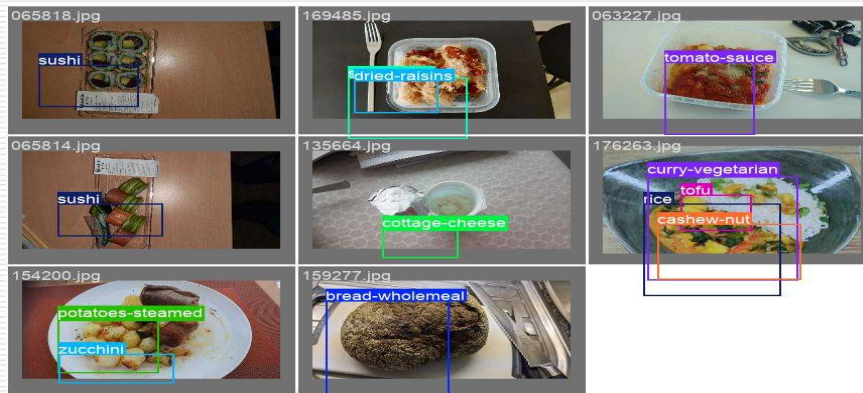 065818.jpg
sushi
169485.jpg
dried-raisins
063227.jpg
tomato-sauce
065814.jpg
sushi
135664.jpg
cottage-cheese
176263.jpg
curry-vegetarian
tofu
rice
cashew-nut
154200.jpg
potatoes-steamed
zucchini
159277.jpg
bread-wholemeal